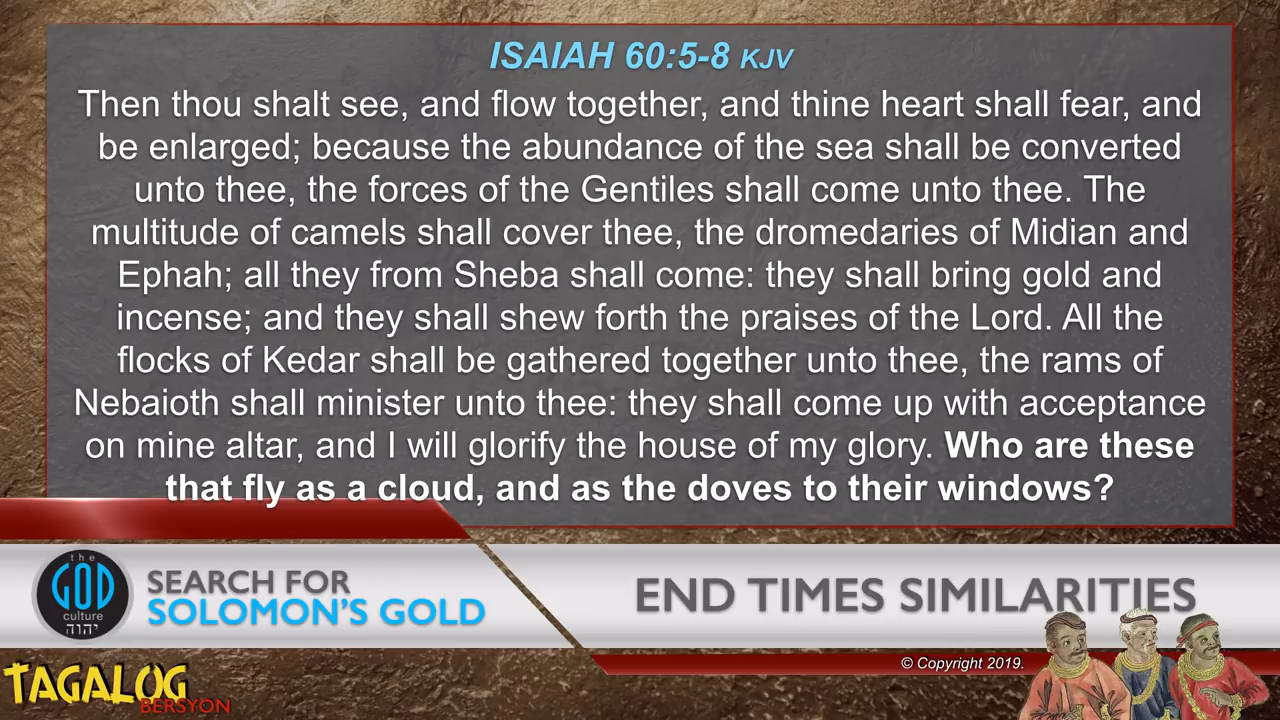 ISAIAH 60:5-8 KJV
Then thou shalt see, and flow together, and thine heart shall fear, and
be enlarged; because the abundance of the sea shall be converted
unto thee, the forces of the Gentiles shall come unto thee. The
multitude of camels shall cover thee, the dromedaries of Midian and
Ephah; all they from Sheba shall come: they shall bring gold and
incense; and they shall shew forth the praises of the Lord. All the
flocks of Kedar shall be gathered together unto thee, the rams of
Nebaioth shall minister unto thee: they shall come up with acceptance
on mine altar, and I will glorify the house of my glory. Who are these
that fly as a cloud, and as the doves to their windows?
the
GOD
culture
יהוה
SEARCH FOR
SOLOMON'S GOLD
END TIMES SIMILARITIES
© Copyright 2019.
TAGALOG
BERSYON